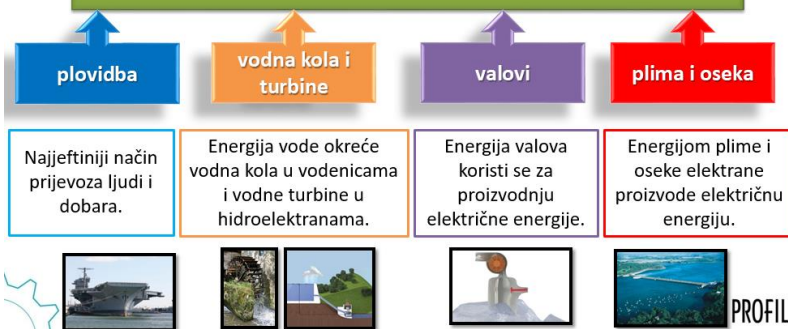 plovidba
vodna kola i
turbine
valovi
plima i oseka
Najjeftiniji način
prijevoza ljudi i
dobara.
Energija vode okreće
vodna kola u vodenicama
i vodne turbine u
hidroelektranama.
Energija valova
koristi se za
proizvodnju
električne energije.
Energijom plime i
oseke elektrane
proizvode električnu
energiju.
PROFIL